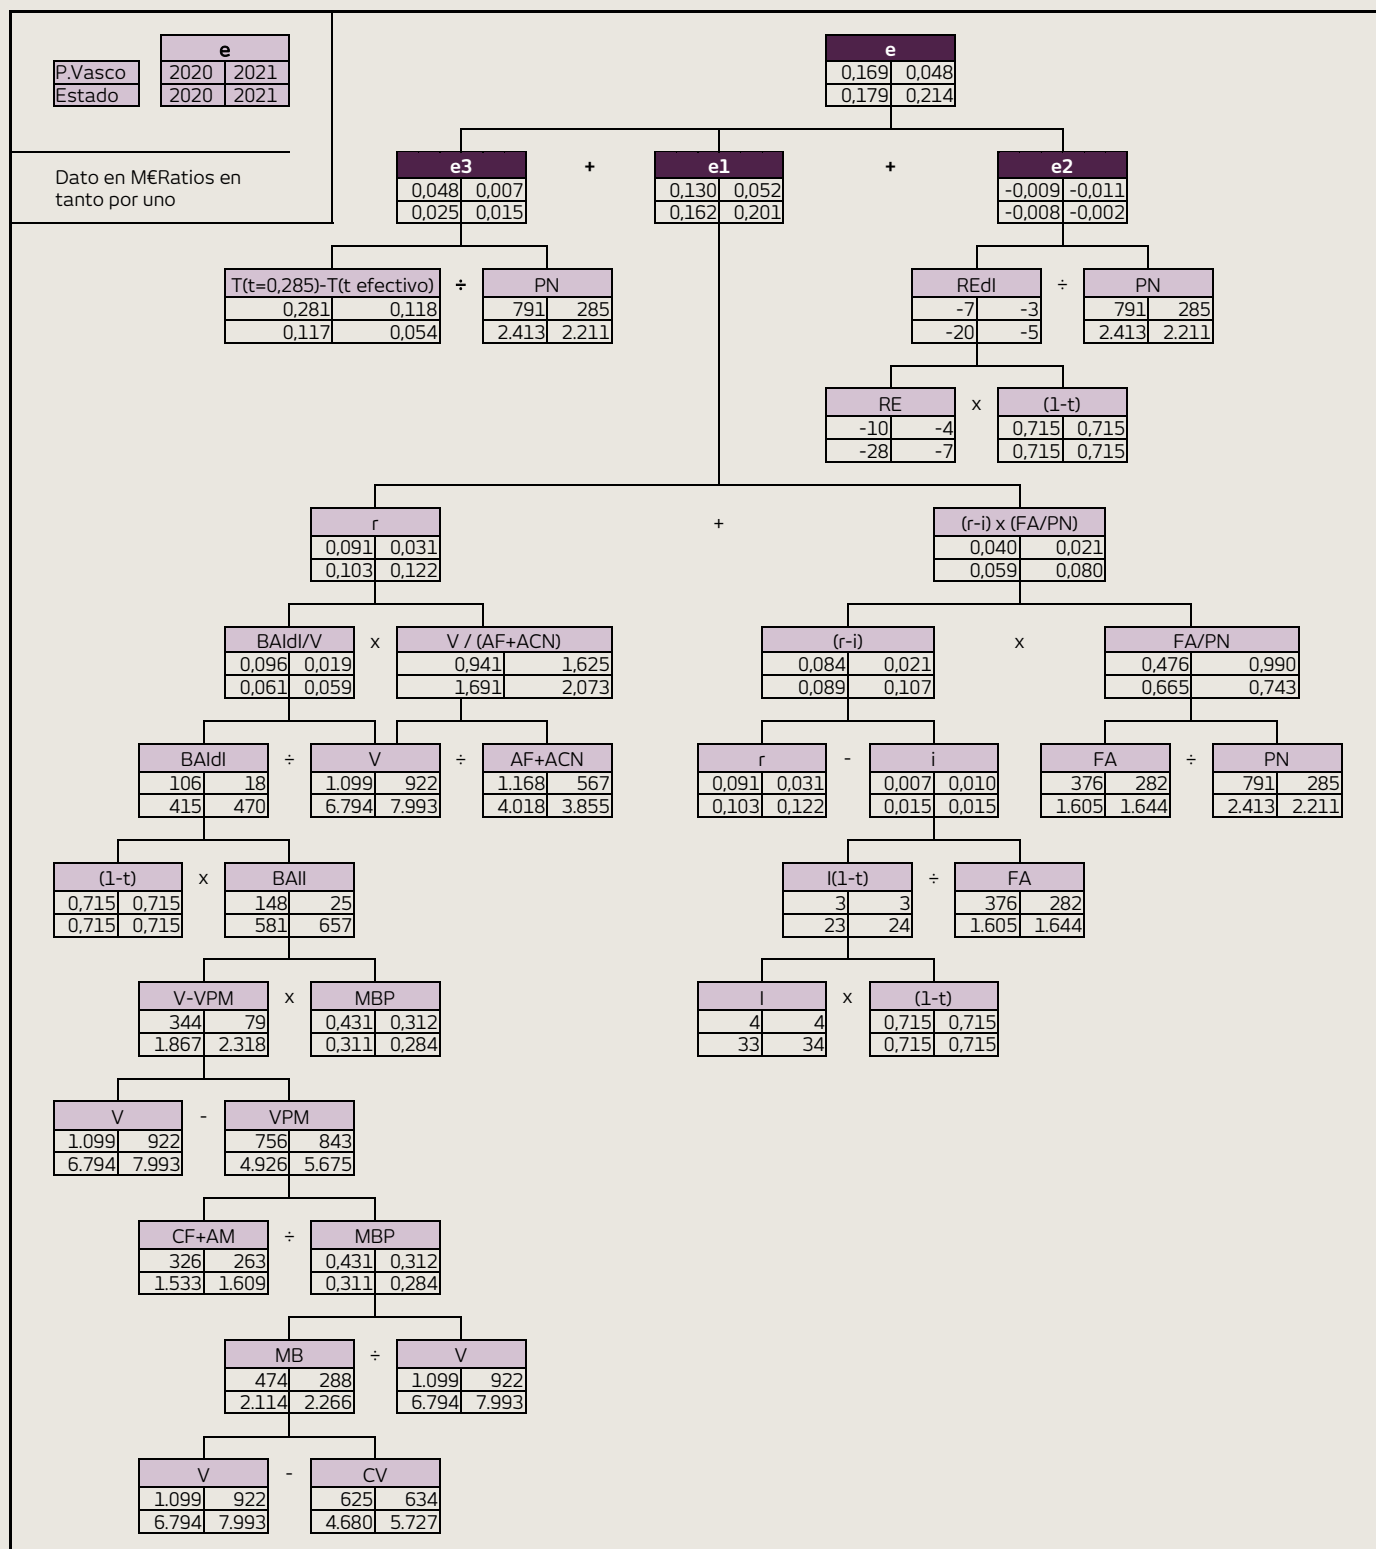 e
P.Vasco 2020 2021
Estado 2020 2021
Dato en M€Ratios en
tanto por uno
e
0,169 0,048
0,179 0,214
e3 + e1 + e2
0,048 0,007 0,130 0,052 -0,009 -0,011
0,025 0,015 0,162 0,201 -0,008 -0,002
T(t=0,285)-T(t efectivo) ÷ PN REdI ÷ PN
0,281 0,118 791 285 -7 -3 791 285
0,117 0,054 2.413 2.211 -20 -5 2.413 2.211
RE x (1-t)
-10 -4 0,715 0,715
-28 -7 0,715 0,715
r + (r-i) x (FA/PN)
0,091 0,031 0,040 0,021
0,103 0,122 0,059 0,080
BAIdI/V x V / (AF+ACN) (r-i) x FA/PN
0,096 0,019 0,941 1,625 0,084 0,021 0,476 0,990
0,061 0,059 1,691 2,073 0,089 0,107 0,665 0,743
BAIdI ÷ V ÷ AF+ACN r - i FA ÷ PN
106 18 1.099 922 1.168 567 0,091 0,031 0,007 0,010 376 282 791 285
415 470 6.794 7.993 4.018 3.855 0,103 0,122 0,015 0,015 1.605 1.644 2.413 2.211
(1-t) x BAII I(1-t) ÷ FA
0,715 0,715 148 25 3 3 376 282
0,715 0,715 581 657 23 24 1.605 1.644
V-VPM x MBP I x (1-t)
344 79 0,431 0,312 4 4 0,715 0,715
1.867 2.318 0,311 0,284 33 34 0,715 0,715
V - VPM
1.099 922 756 843
6.794 7.993 4.926 5.675
CF+AM ÷ MBP
326 263 0,431 0,312
1.533 1.609 0,311 0,284
MB ÷ V
474 288 1.099 922
2.114 2.266 6.794 7.993
V - CV
1.099 922 625 634
6.794 7.993 4.680 5.727